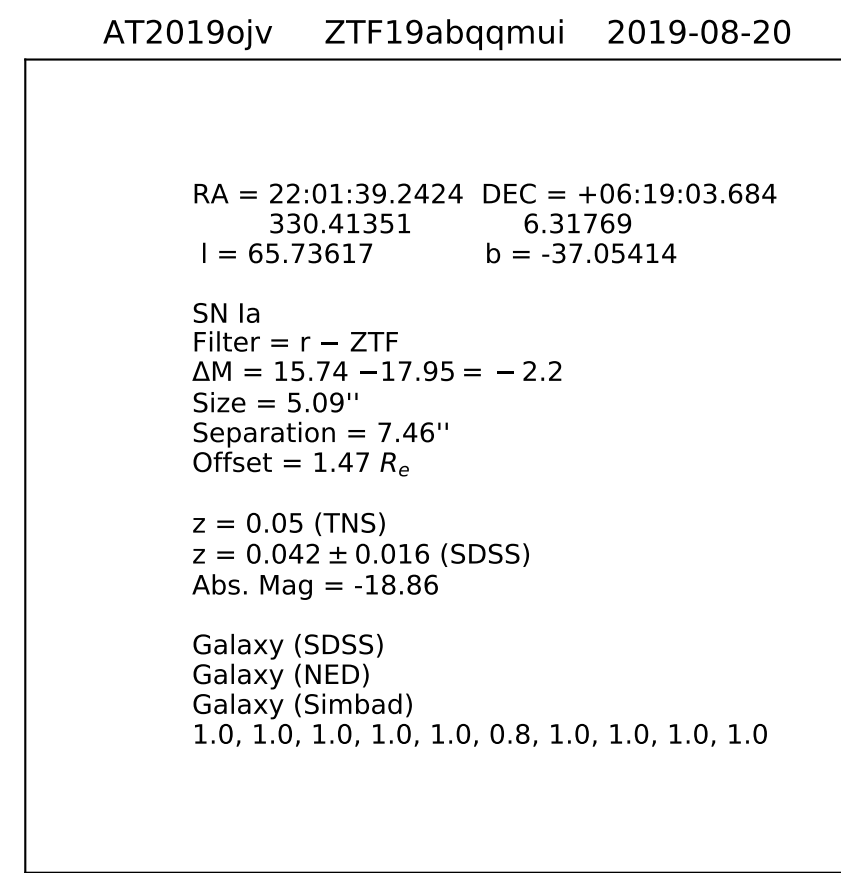 AT2019ojv ZTF19abqqmui 2019-08-20
RA = 22:01:39.2424 DEC = +06:19:03.684
330.41351 6.31769
l = 65.73617 b = -37.05414
SN Ia
Filter = r − ZTF
ΔM = 15.74 −17.95 = − 2.2
Size = 5.09''
Separation = 7.46''
Offset = 1.47 Re
z = 0.05 (TNS)
z = 0.042 ± 0.016 (SDSS)
Abs. Mag = -18.86
Galaxy (SDSS)
Galaxy (NED)
Galaxy (Simbad)
1.0, 1.0, 1.0, 1.0, 1.0, 0.8, 1.0, 1.0, 1.0, 1.0